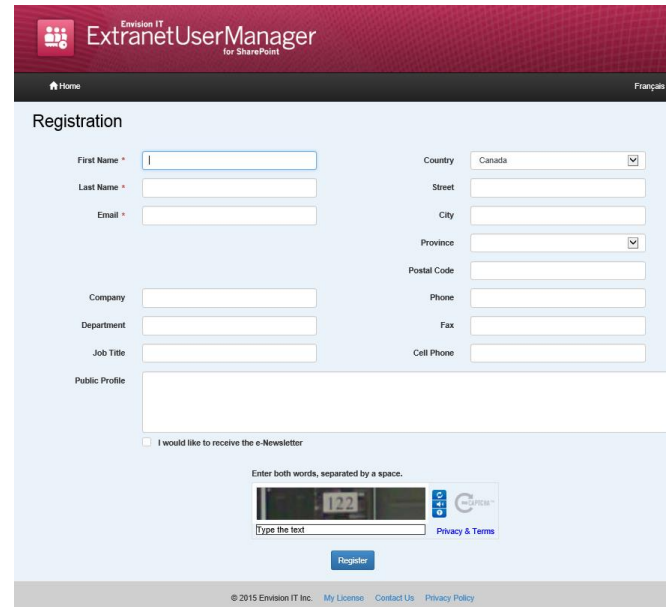 Envision IT
ExtranetUserManager
for SharePoint
Home Français
Registration
First Name * Country Canada
Last Name * Street
Email * City
Province
Postal Code
Company Phone
Department Fax
Job Title Cell Phone
Public Profile
I would like to receive the e-Newsletter
Enter both words, separated by a space.
122
Type the text Privacy & Terms
Register
© 2015 Envision IT Inc. My License Contact Us Privacy Policy